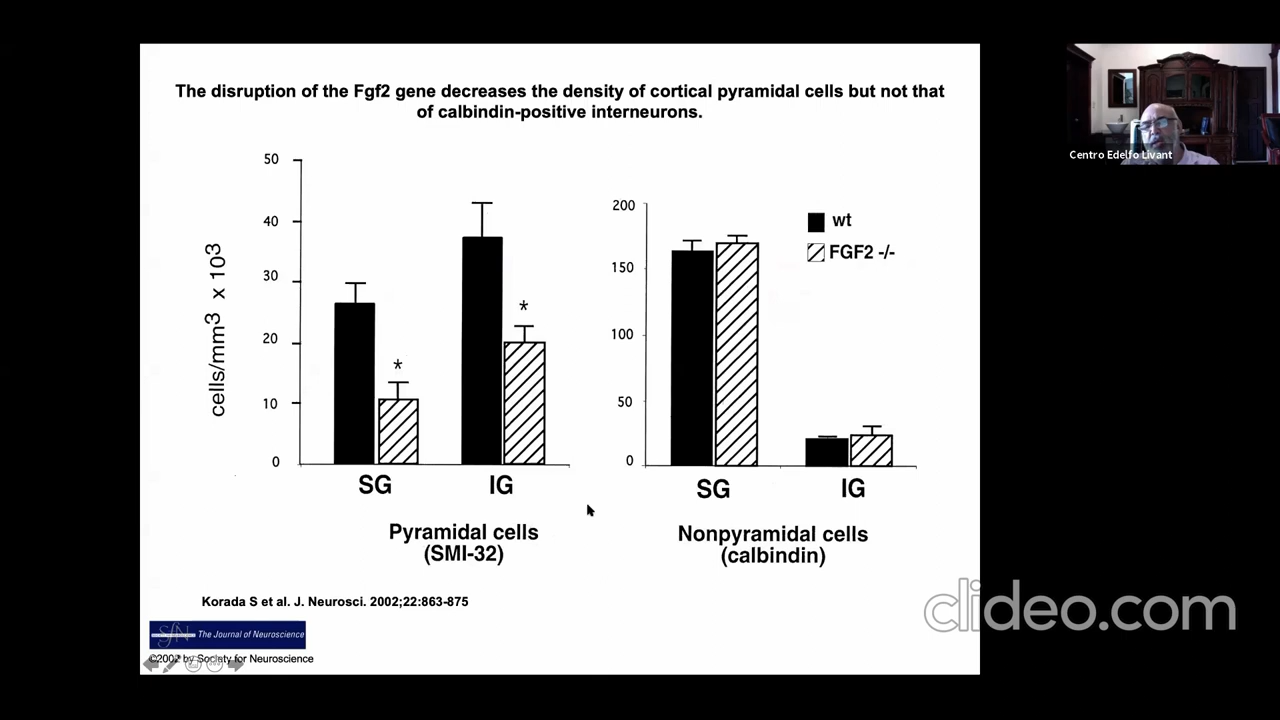 The disruption of the Fgf2 gene decreases the density of cortical pyramidal cells but not that
of calbindin-positive interneurons.
Centro Edelfo Livant
cells/mm3 x 103
50
40
30
20
10
0
SG
IG
Pyramidal cells
(SMI-32)
*
*
200
150
100
50
0
wt
FGF2 -/-
SG
IG
Nonpyramidal cells
(calbindin)
Korada S et al. J. Neurosci. 2002;22:863-875
SfN The Journal of Neuroscience
©2002 by Society for Neuroscience
clideo.com